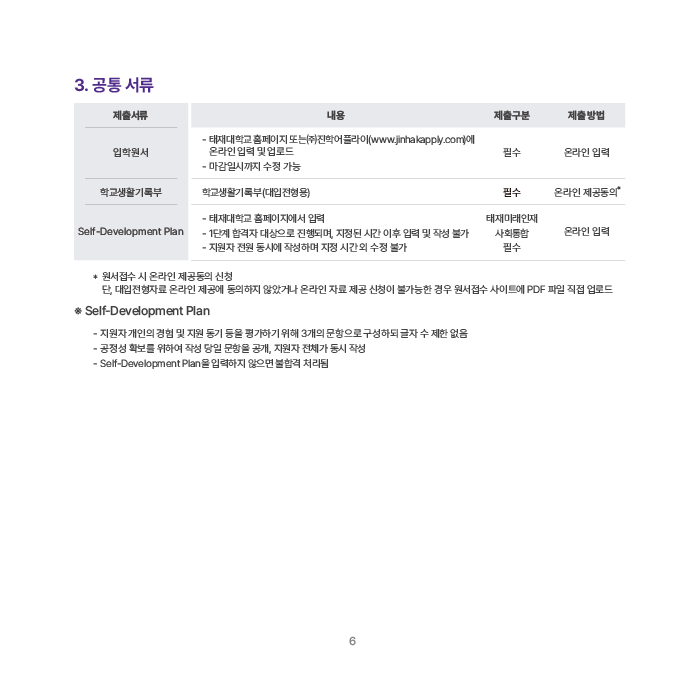 3. 공통 서류
제출서류 내용 제출구분 제출방법
입학원서
- 태재대학교 홈페이지 또는㈜진학어플라이(www.jinhakapply.com)에
온라인 입력 및 업로드
- 마감일시까지 수정 가능
필수 온라인 입력
학교생활기록부 학교생활기록부(대입전형용) 필수 온라인 제공동의*
Self-Development Plan
- 태재대학교 홈페이지에서 입력
- 1단계 합격자 대상으로 진행되며, 지정된 시간 이후 입력 및 작성 불가
- 지원자 전원 동시에 작성하며 지정 시간 외 수정 불가
태재미래인재
사회통합
필수
온라인 입력
* 원서접수 시 온라인 제공동의 신청
단, 대입전형자료 온라인 제공에 동의하지 않았거나 온라인 자료 제공 신청이 불가능한 경우 원서접수 사이트에 PDF 파일 직접 업로드
※ Self-Development Plan
- 지원자 개인의 경험 및 지원 동기 등을 평가하기 위해 3개의 문항으로 구성하되 글자 수 제한 없음
- 공정성 확보를 위하여 작성 당일 문항을 공개, 지원자 전체가 동시 작성
- Self-Development Plan을 입력하지 않으면 불합격 처리됨
6